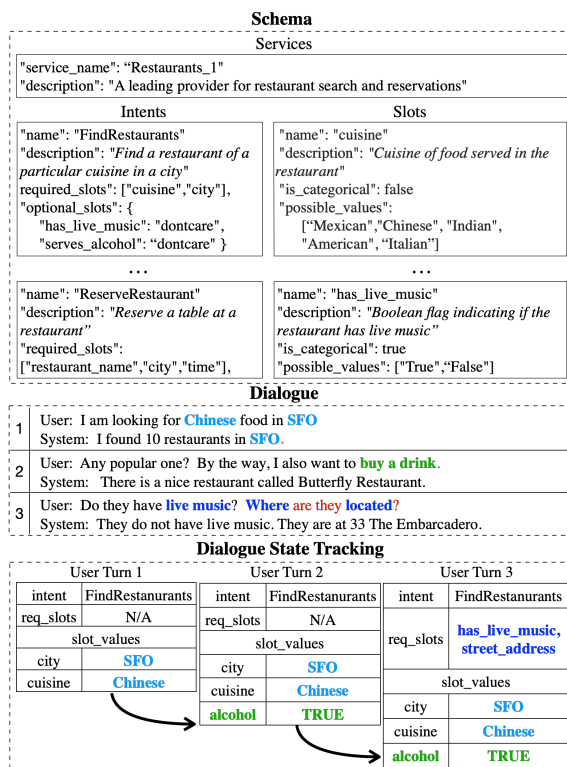 Schema
Services
"service_name": “Restaurants_1"
"description": "A leading provider for restaurant search and reservations"
Intents
"name": "FindRestaurants"
"description": "Find a restaurant of a
particular cuisine in a city"
required_slots": ["cuisine","city"],
"optional_slots": {
"has_live_music": "dontcare",
"serves_alcohol": “dontcare" }
...
"name": "ReserveRestaurant"
"description": "Reserve a table at a
restaurant”
"required_slots":
["restaurant_name","city","time"],
Slots
"name": "cuisine"
"description": "Cuisine of food served in the
restaurant"
"is_categorical": false
"possible_values":
[“Mexican","Chinese", "Indian",
"American", “Italian”]
...
"name": "has_live_music"
"description": "Boolean flag indicating if the
restaurant has live music”
"is_categorical": true
"possible_values": ["True",“False"]
Dialogue
1
User: I am looking for Chinese food in SFO
System: I found 10 restaurants in SFO.
2
User: Any popular one? By the way, I also want to buy a drink.
System: There is a nice restaurant called Butterfly Restaurant.
3
User: Do they have live music? Where are they located?
System: They do not have live music. They are at 33 The Embarcadero.
Dialogue State Tracking
User Turn 1
intent FindRestanurants
req_slots N/A
slot_values
city SFO
cuisine Chinese
User Turn 2
intent FindRestanurants
req_slots N/A
slot_values
city SFO
cuisine Chinese
alcohol TRUE
User Turn 3
intent FindRestanurants
req_slots has_live_music,
street_address
slot_values
city SFO
cuisine Chinese
alcohol TRUE